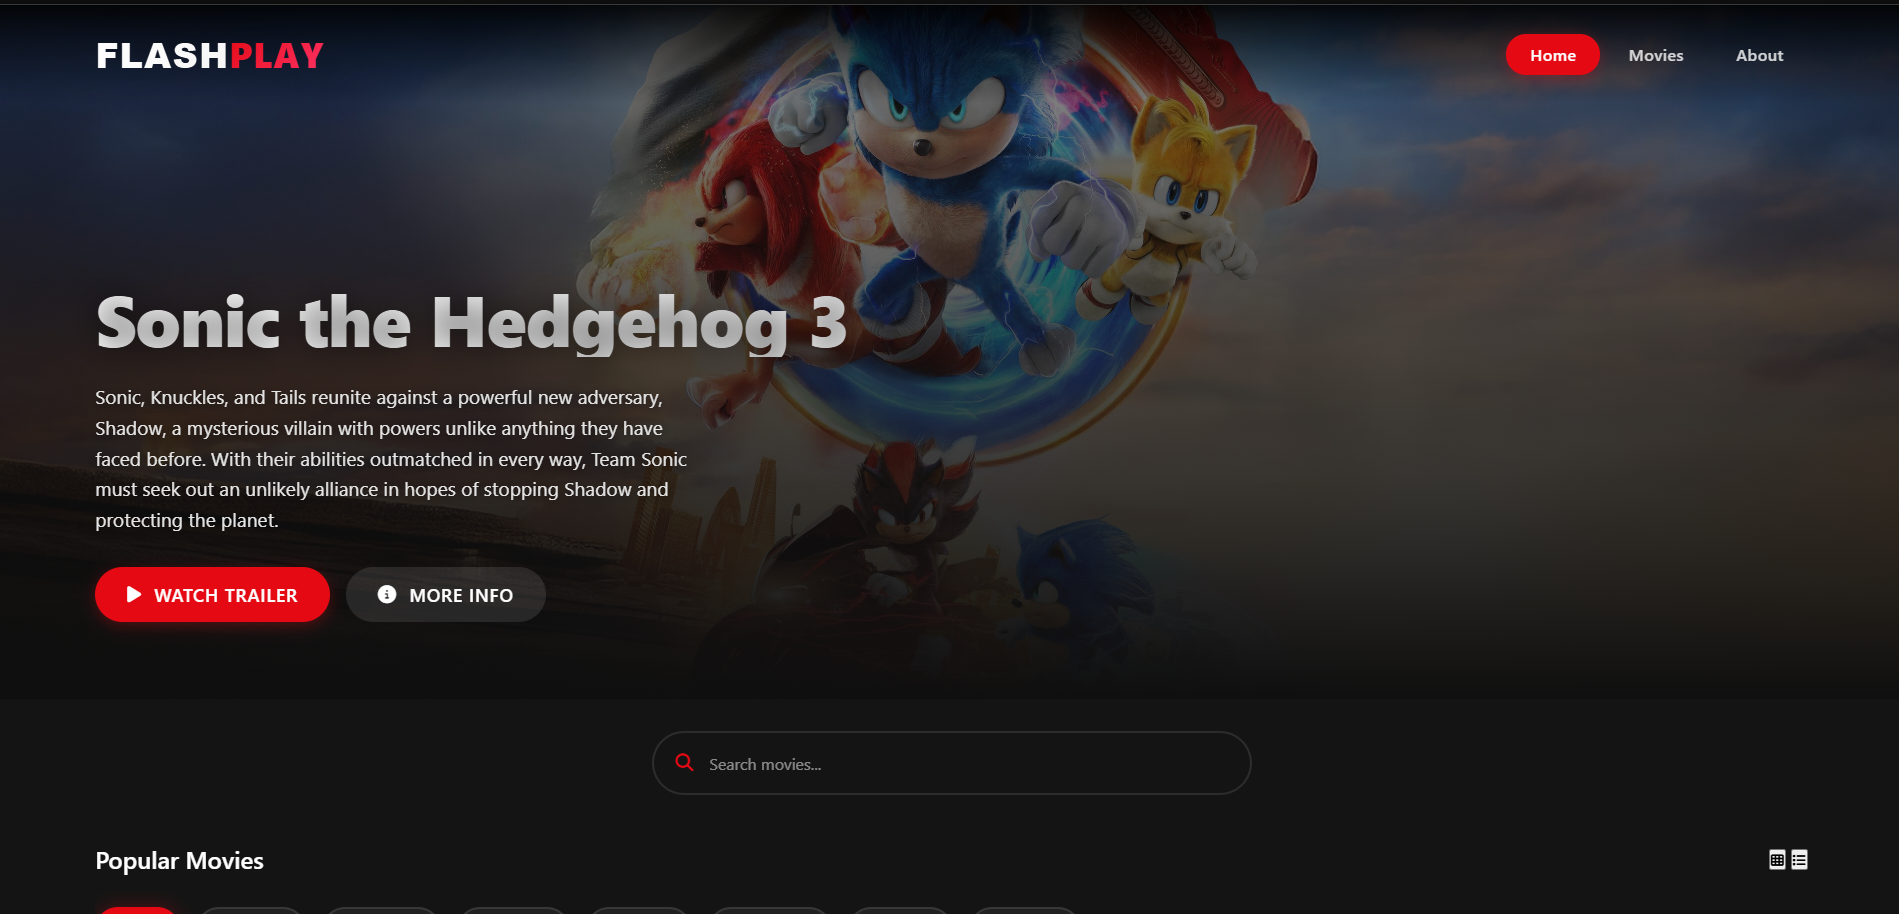 FLASHPLAY
Home
Movies
About
Sonic the Hedgehog 3
Sonic, Knuckles, and Tails reunite against a powerful new adversary,
Shadow, a mysterious villain with powers unlike anything they have
faced before. With their abilities outmatched in every way, Team Sonic
must seek out an unlikely alliance in hopes of stopping Shadow and
protecting the planet.
WATCH TRAILER
MORE INFO
Search movies...
Popular Movies